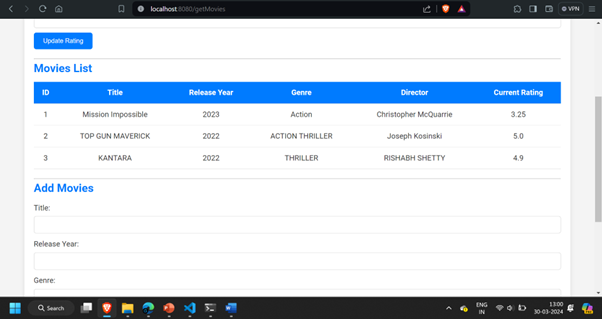 localhost:8080/getMovies
VPN
Update Rating
Movies List
ID Title Release Year Genre Director Current Rating
1 Mission Impossible 2023 Action Christopher McQuarrie 3.25
2 TOP GUN MAVERICK 2022 ACTION THRILLER Joseph Kosinski 5.0
3 KANTARA 2022 THRILLER RISHABH SHETTY 4.9
Add Movies
Title:
Release Year:
Genre:
Search
ENG
IN
13:00
30-03-2024